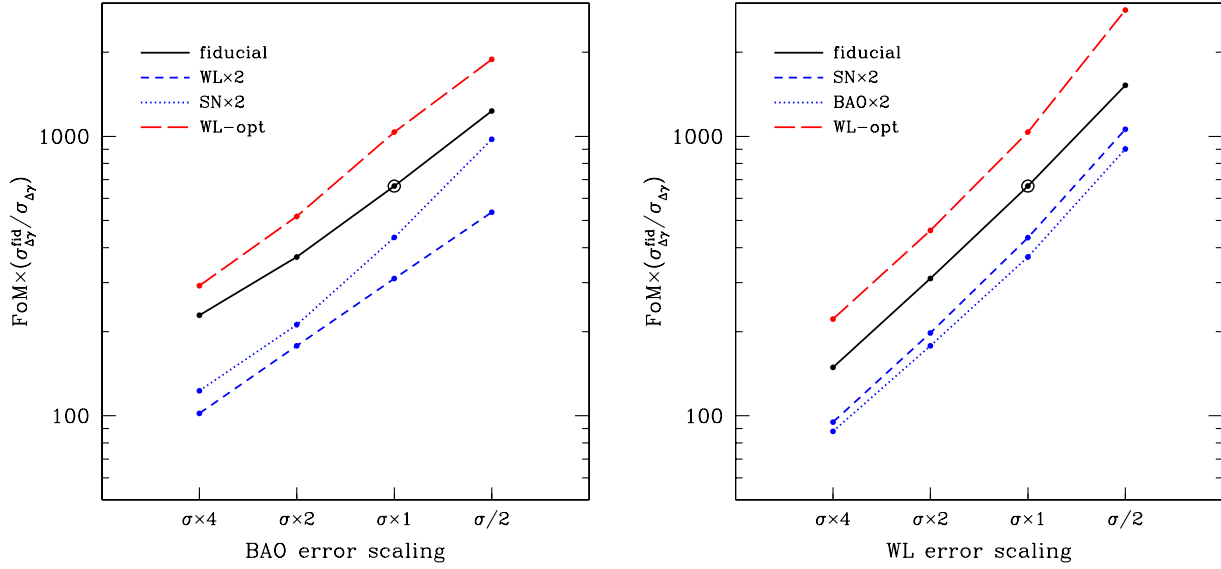 fiducial
WL×2
SN×2
WL−opt
1000
100
FoM×(σ^fid_Δγ/σ_Δγ)
σ×4 σ×2 σ×1 σ/2
BAO error scaling
fiducial
SN×2
BAO×2
WL−opt
1000
100
FoM×(σ^fid_Δγ/σ_Δγ)
σ×4 σ×2 σ×1 σ/2
WL error scaling